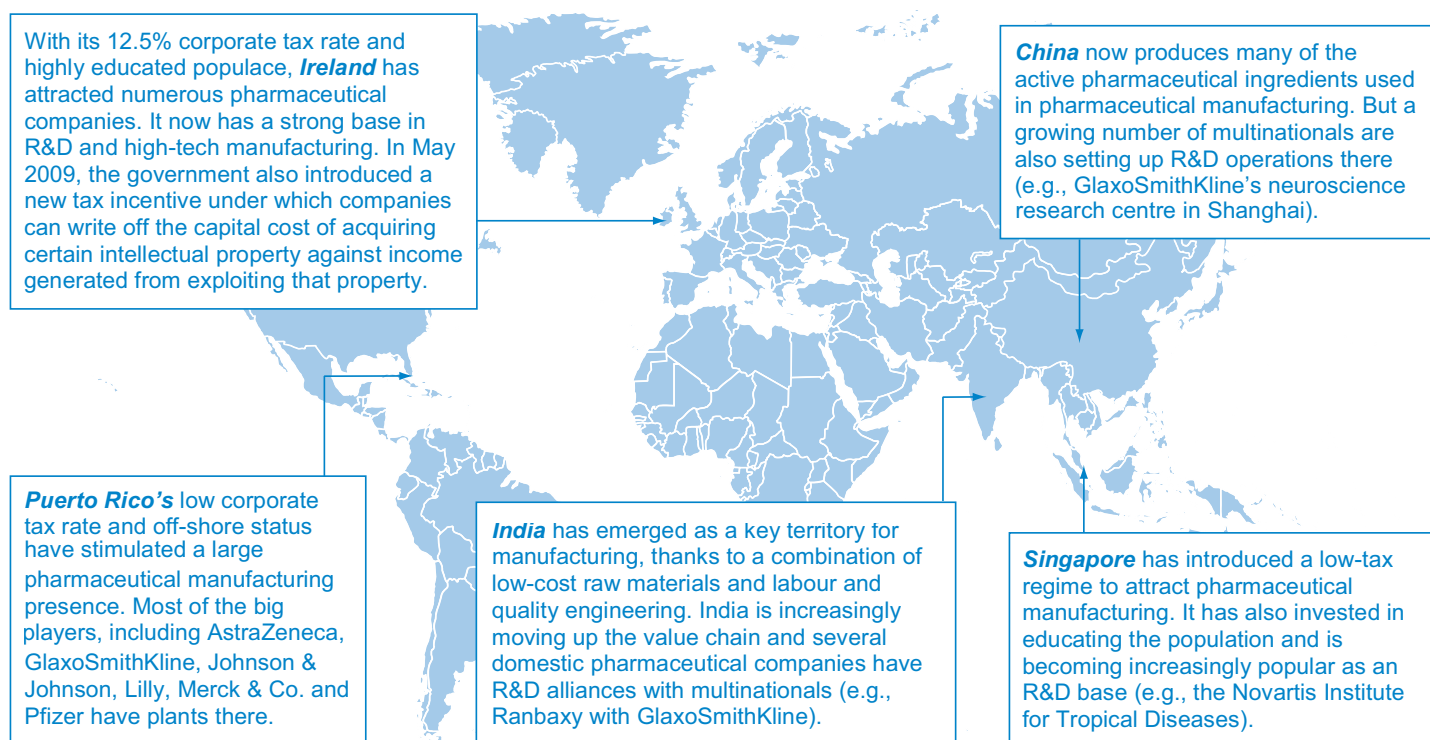 With its 12.5% corporate tax rate and
highly educated populace, Ireland has
attracted numerous pharmaceutical
companies. It now has a strong base in
R&D and high-tech manufacturing. In May
2009, the government also introduced a
new tax incentive under which companies
can write off the capital cost of acquiring
certain intellectual property against income
generated from exploiting that property.
China now produces many of the
active pharmaceutical ingredients used
in pharmaceutical manufacturing. But a
growing number of multinationals are
also setting up R&D operations there
(e.g., GlaxoSmithKline’s neuroscience
research centre in Shanghai).
Puerto Rico’s low corporate
tax rate and off-shore status
have stimulated a large
pharmaceutical manufacturing
presence. Most of the big
players, including AstraZeneca,
GlaxoSmithKline, Johnson &
Johnson, Lilly, Merck & Co. and
Pfizer have plants there.
India has emerged as a key territory for
manufacturing, thanks to a combination of
low-cost raw materials and labour and
quality engineering. India is increasingly
moving up the value chain and several
domestic pharmaceutical companies have
R&D alliances with multinationals (e.g.,
Ranbaxy with GlaxoSmithKline).
Singapore has introduced a low-tax
regime to attract pharmaceutical
manufacturing. It has also invested in
educating the population and is
becoming increasingly popular as an
R&D base (e.g., the Novartis Institute
for Tropical Diseases).